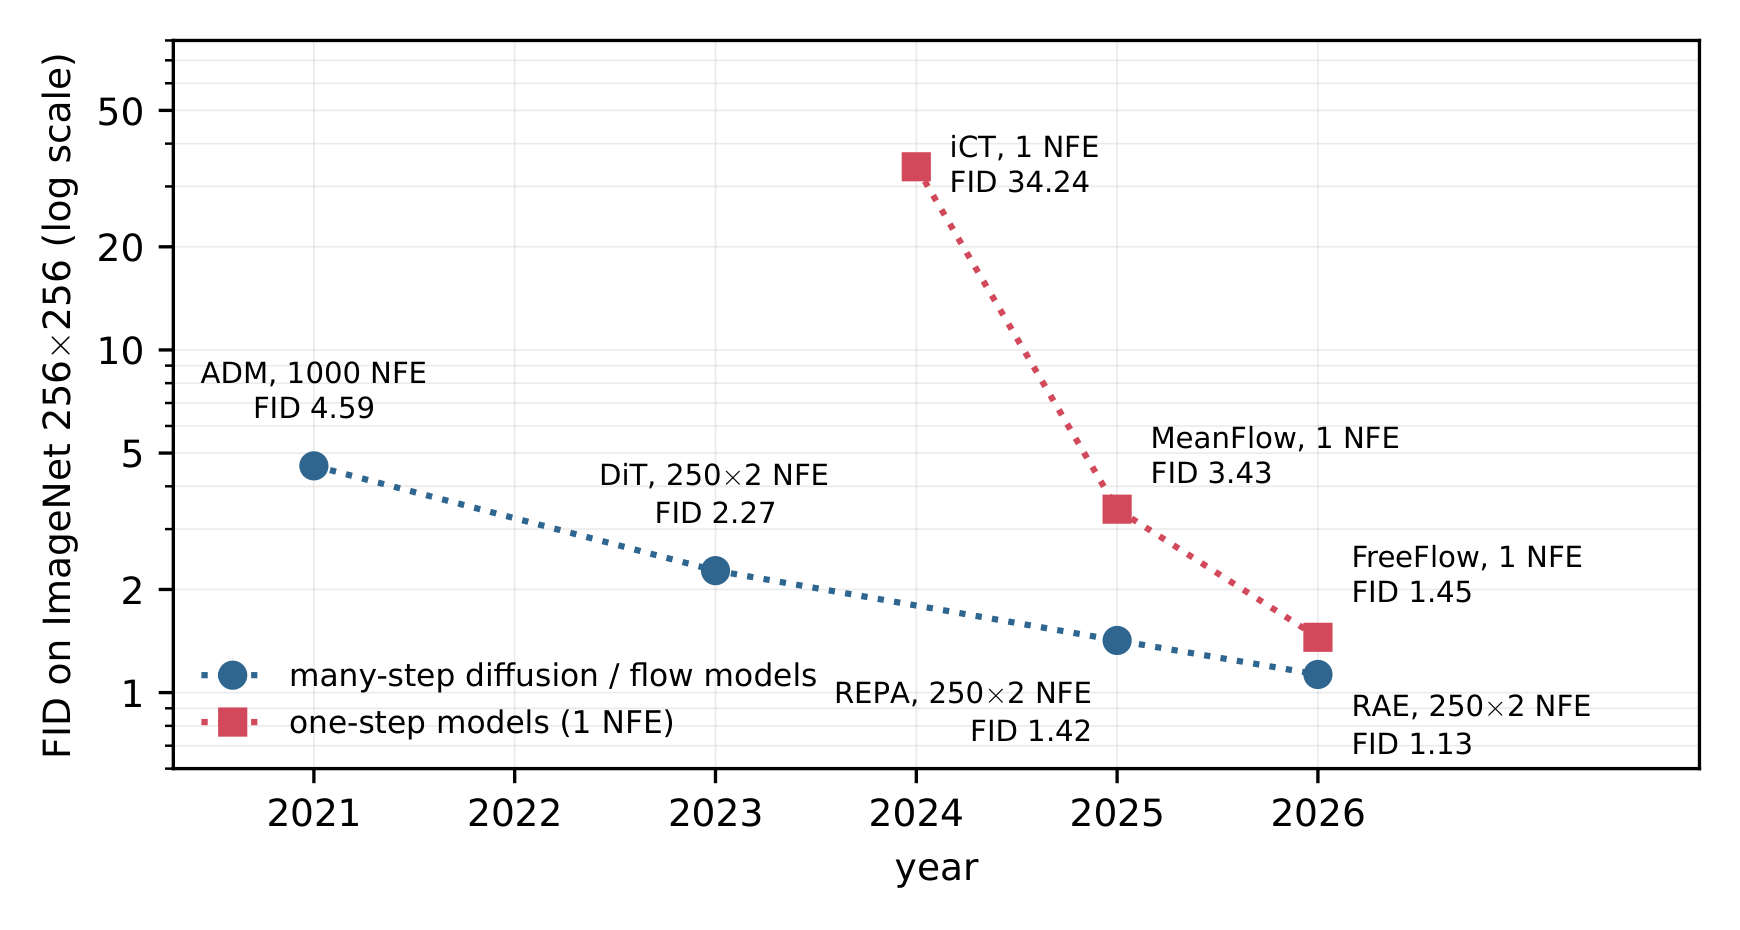 FID on ImageNet 256×256 (log scale)
50
20
10
5
2
1
iCT, 1 NFE
FID 34.24
ADM, 1000 NFE
FID 4.59
DiT, 250×2 NFE
FID 2.27
MeanFlow, 1 NFE
FID 3.43
FreeFlow, 1 NFE
FID 1.45
REPA, 250×2 NFE
FID 1.42
RAE, 250×2 NFE
FID 1.13
many-step diffusion / flow models
one-step models (1 NFE)
2021 2022 2023 2024 2025 2026
year